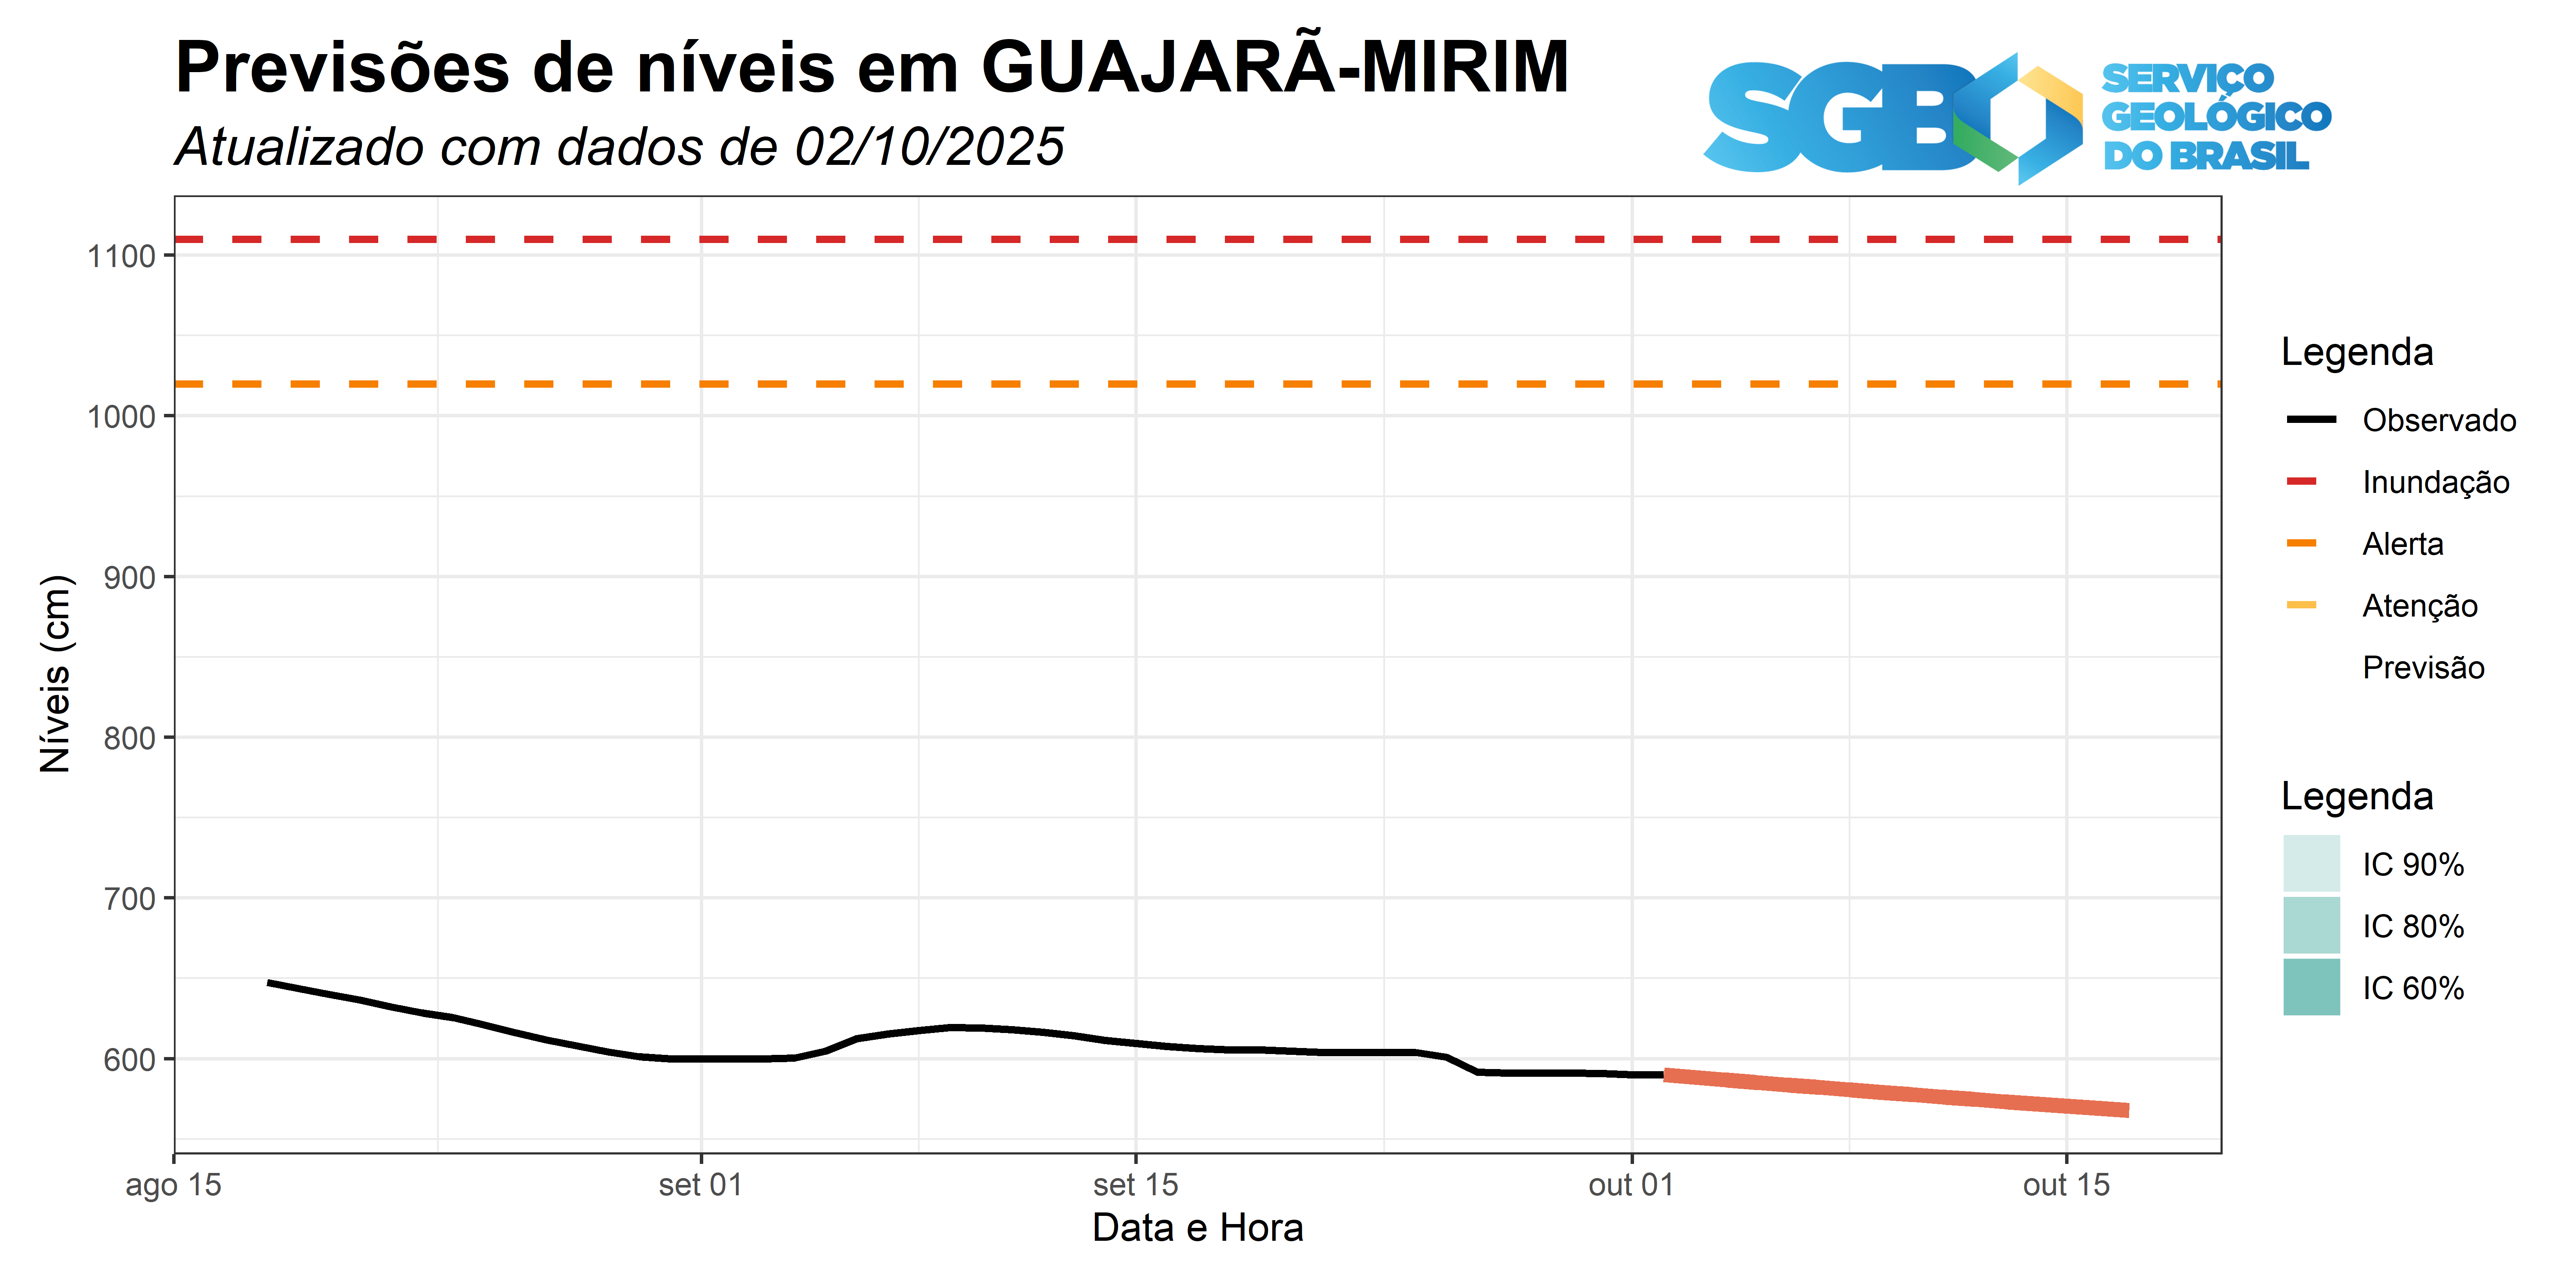 Previsões de níveis em GUAJARÃ-MIRIM
Atualizado com dados de 02/10/2025
SGB
SERVIÇO
GEOLÓGICO
DO BRASIL
Níveis (cm)
1100
1000
900
800
700
600
ago 15
set 01
set 15
out 01
out 15
Data e Hora
Legenda
Observado
Inundação
Alerta
Atenção
Previsão
Legenda
IC 90%
IC 80%
IC 60%